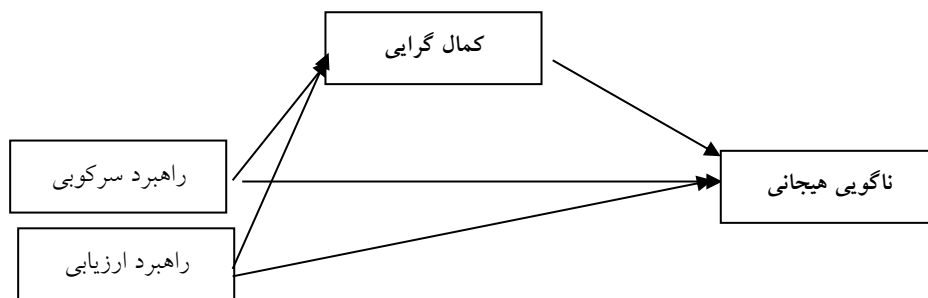 کمال گرایی
راهبرد سرکوبی
ناگویی هیجانی
راهبرد ارزیابی